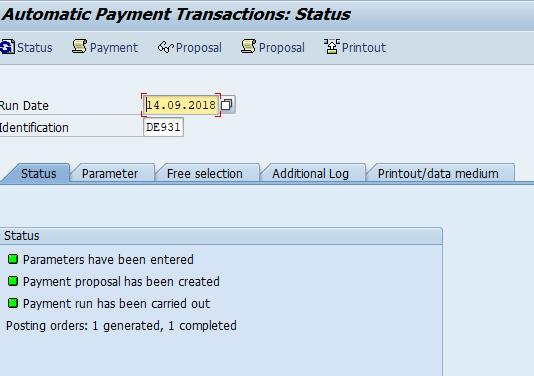 Automatic Payment Transactions: Status
Status Payment Proposal Proposal Printout
Run Date 14.09.2018
Identification DE931
Status Parameter Free selection Additional Log Printout/data medium
Status
Parameters have been entered
Payment proposal has been created
Payment run has been carried out
Posting orders: 1 generated, 1 completed